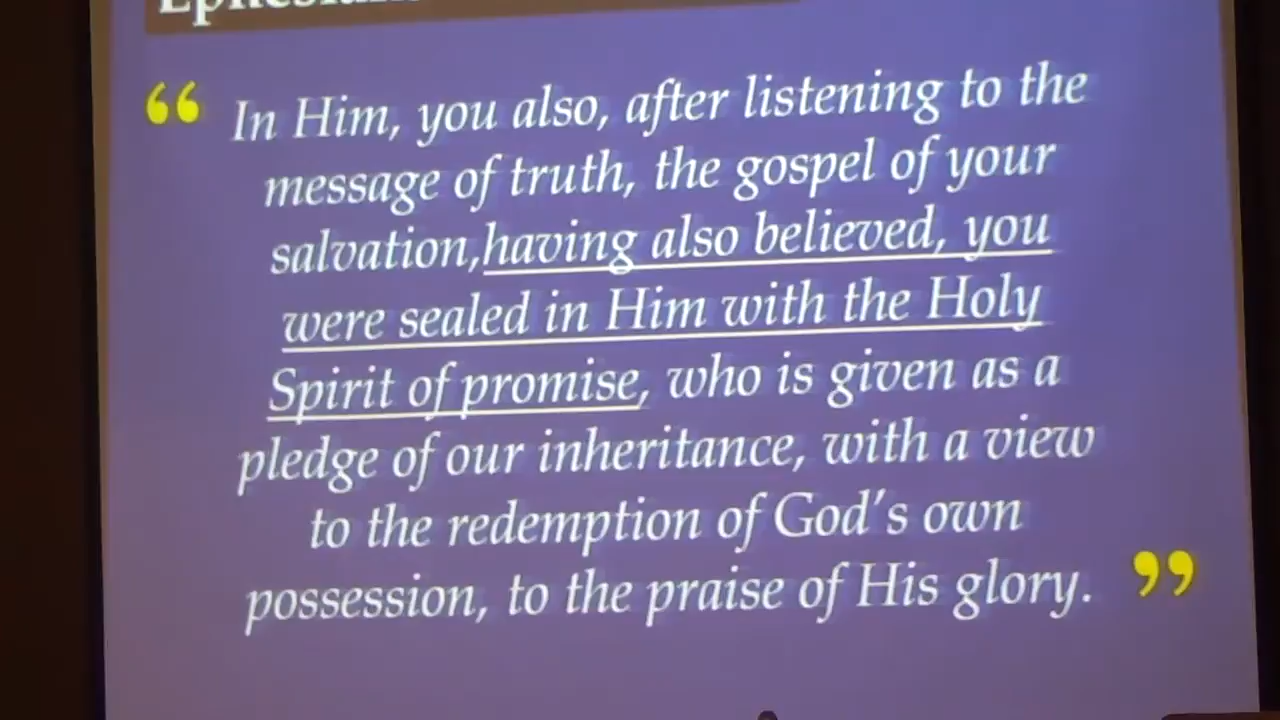 “ In Him, you also, after listening to the
message of truth, the gospel of your
salvation,having also believed, you
were sealed in Him with the Holy
Spirit of promise, who is given as a
pledge of our inheritance, with a view
to the redemption of God’s own
possession, to the praise of His glory. ”